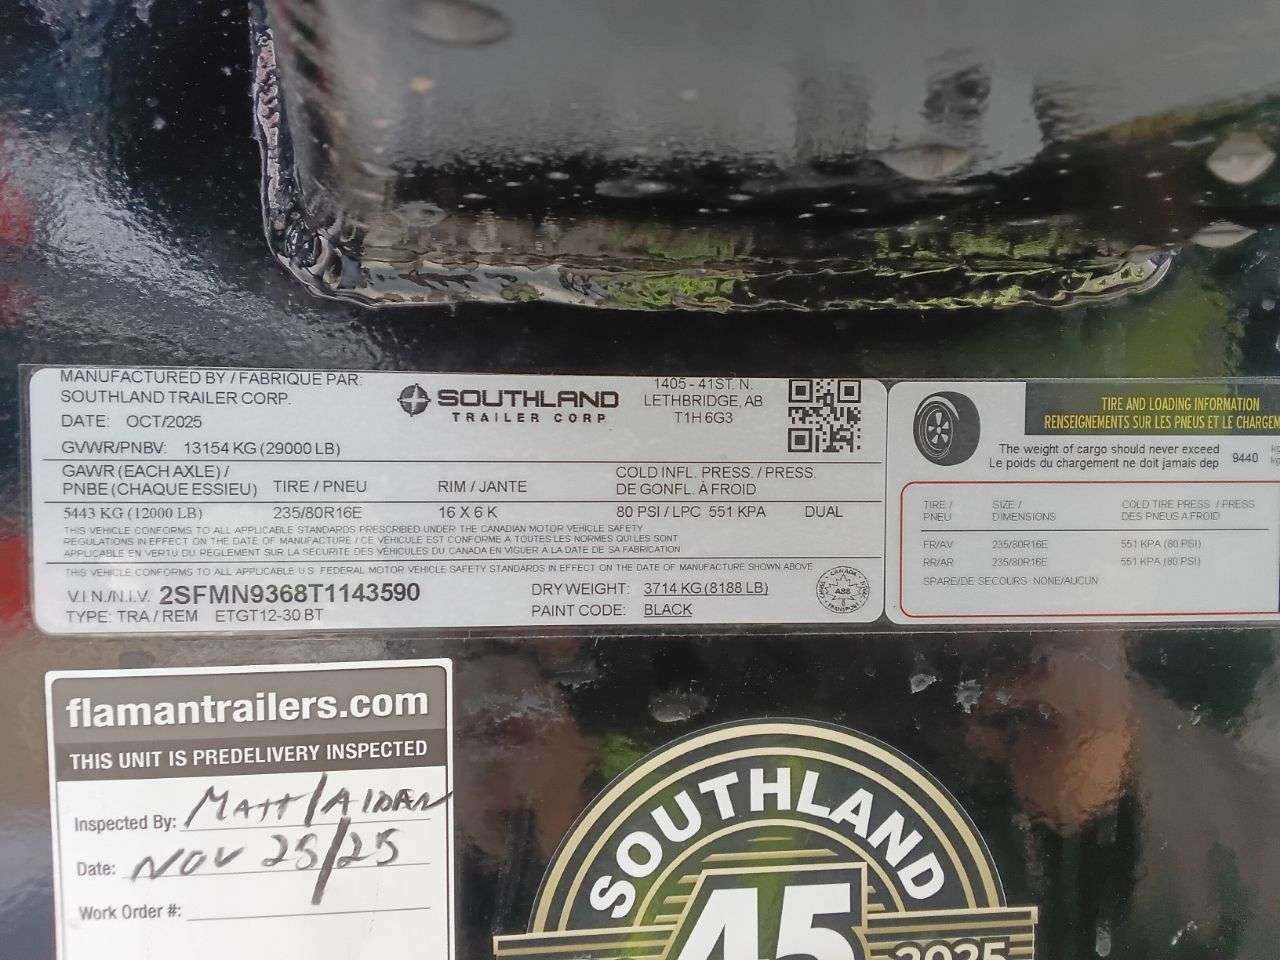 MANUFACTURED BY / FABRIQUE PAR:
SOUTHLAND TRAILER CORP.
DATE: OCT/2025
SOUTHLAND
TRAILER CORP
1405 - 41ST. N.
LETHBRIDGE, AB
T1H 6G3
GVWR/PNBV: 13154 KG (29000 LB)
GAWR (EACH AXLE) /
PNBE (CHAQUE ESSIEU) TIRE / PNEU RIM / JANTE
COLD INFL. PRESS. / PRESS.
DE GONFL. À FROID
5443 KG (12000 LB) 235/80R16E 16 X 6 K 80 PSI / LPC 551 KPA DUAL
THIS VEHICLE CONFORMS TO ALL APPLICABLE STANDARDS PRESCRIBED UNDER THE CANADIAN MOTOR VEHICLE SAFETY
REGULATIONS IN EFFECT ON THE DATE OF MANUFACTURE / CE VÉHICULE EST CONFORME À TOUTES LES NORMES QUI LUI SONT
APPLICABLE EN VERTU DU RÈGLEMENT SUR LA SÉCURITÉ DES VÉHICULES DU CANADA EN VIGUER A LA DATE DE SA FABRICATION
THIS VEHICLE CONFORMS TO ALL APPLICABLE U.S. FEDERAL MOTOR VEHICLE SAFETY STANDARDS IN EFFECT ON THE DATE OF MANUFACTURE SHOWN ABOVE
V.I.N./N.I.V. 2SFMN9368T1143590 DRY WEIGHT: 3714 KG (8188 LB)
TYPE: TRA / REM ETGT12-30 BT PAINT CODE: BLACK
CANADA
A88
TRANSPORT
TIRE AND LOADING INFORMATION
RENSEIGNEMENTS SUR LES PNEUS ET LE CHARGEM
The weight of cargo should never exceed
Le poids du chargement ne doit jamais dep
9440
TIRE / SIZE / COLD TIRE PRESS. / PRESS
PNEU DIMENSIONS DES PNEUS A FROID
FR/AV 235/80R16E 551 KPA (80 PSI)
RR/AR 235/80R16E 551 KPA (80 PSI)
SPARE/DE SECOURS NONE/AUCUN
flamantrailers.com
THIS UNIT IS PREDELIVERY INSPECTED
Inspected By: MATT/AIDAN
Date: NOV 25/25
Work Order #:
SOUTHLAND
45
2025